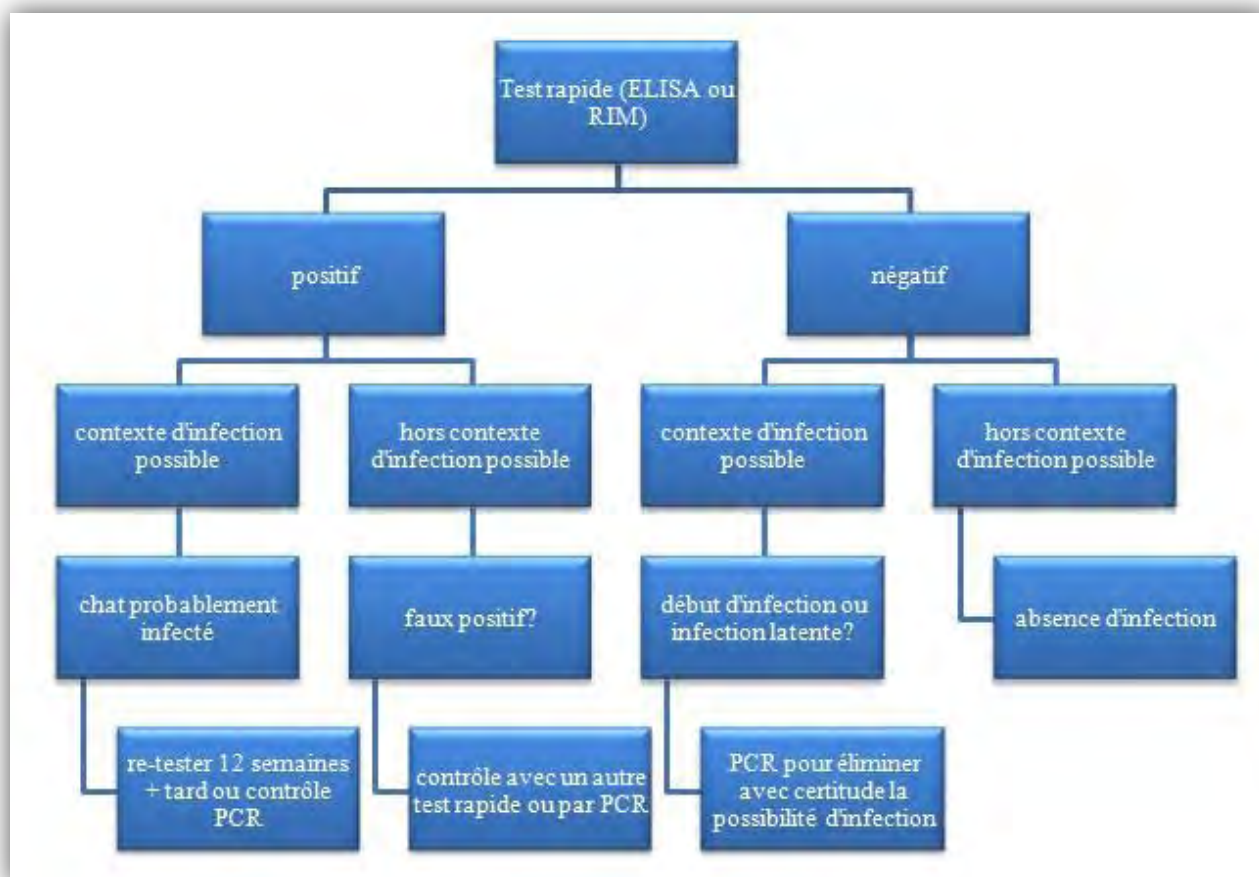 Test rapide (ELISA ou
RIM)
positif
négatif
contexte d'infection
possible
hors contexte
d'infection possible
contexte d'infection
possible
hors contexte
d'infection possible
chat probablement
infecté
faux positif?
début d'infection ou
infection latente?
absence d'infection
re-tester 12 semaines
+ tard ou contrôle
PCR
contrôle avec un autre
test rapide ou par PCR
PCR pour éliminer
avec certitude la
possibilité d'infection